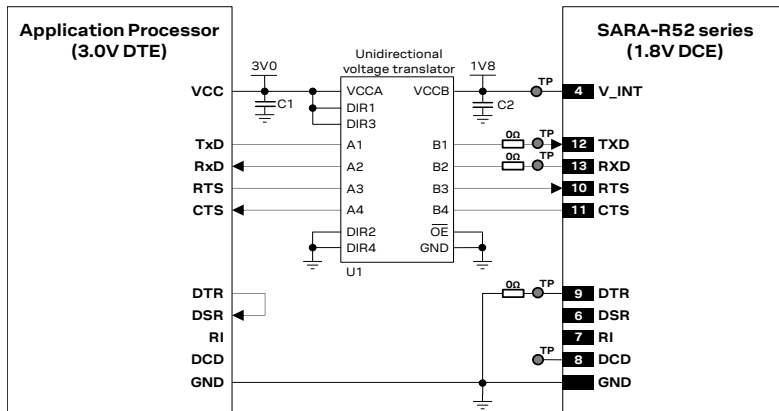 Application Processor
(3.0V DTE)
SARA-R52 series
(1.8V DCE)
Unidirectional
voltage translator
3V0
1V8
TP
VCC
VCCA
VCCB
4
V_INT
C1
C2
DIR1
DIR3
0Ω
TP
TxD
A1
B1
12
TXD
0Ω
TP
RxD
A2
B2
13
RXD
RTS
A3
B3
10
RTS
CTS
A4
B4
11
CTS
DIR2
OE
DIR4
GND
U1
0Ω
TP
DTR
9
DTR
DSR
6
DSR
RI
7
RI
TP
DCD
8
DCD
GND
GND